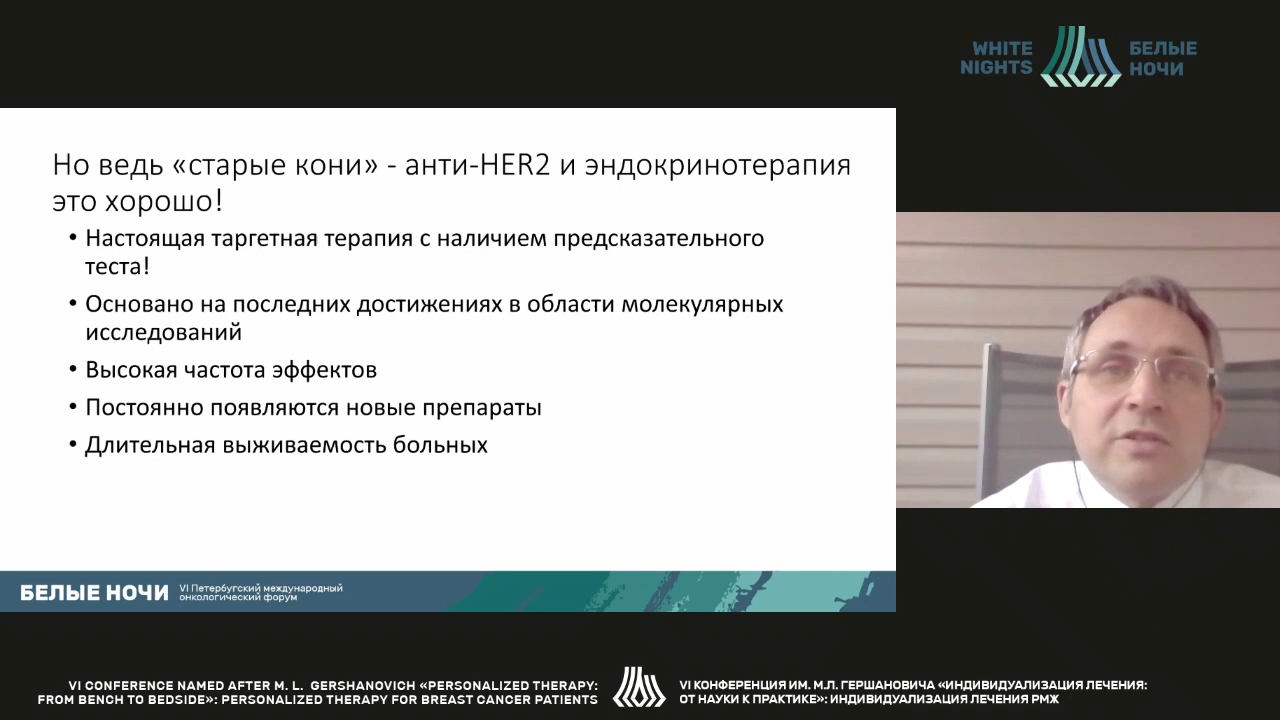 WHITE
NIGHTS
БЕЛЫЕ
НОЧИ
Но ведь «старые кони» - анти-HER2 и эндокринотерапия
это хорошо!
• Настоящая таргетная терапия с наличием предсказательного
теста!
• Основано на последних достижениях в области молекулярных
исследований
• Высокая частота эффектов
• Постоянно появляются новые препараты
• Длительная выживаемость больных
БЕЛЫЕ НОЧИ
VI Петербугский международный
онкологический форум
VI CONFERENCE NAMED AFTER M. L. GERSHANOVICH «PERSONALIZED THERAPY:
FROM BENCH TO BEDSIDE»: PERSONALIZED THERAPY FOR BREAST CANCER PATIENTS
VI КОНФЕРЕНЦИЯ ИМ. М.Л. ГЕРШАНОВИЧА «ИНДИВИДУАЛИЗАЦИЯ ЛЕЧЕНИЯ:
ОТ НАУКИ К ПРАКТИКЕ»: ИНДИВИДУАЛИЗАЦИЯ ЛЕЧЕНИЯ РМЖ